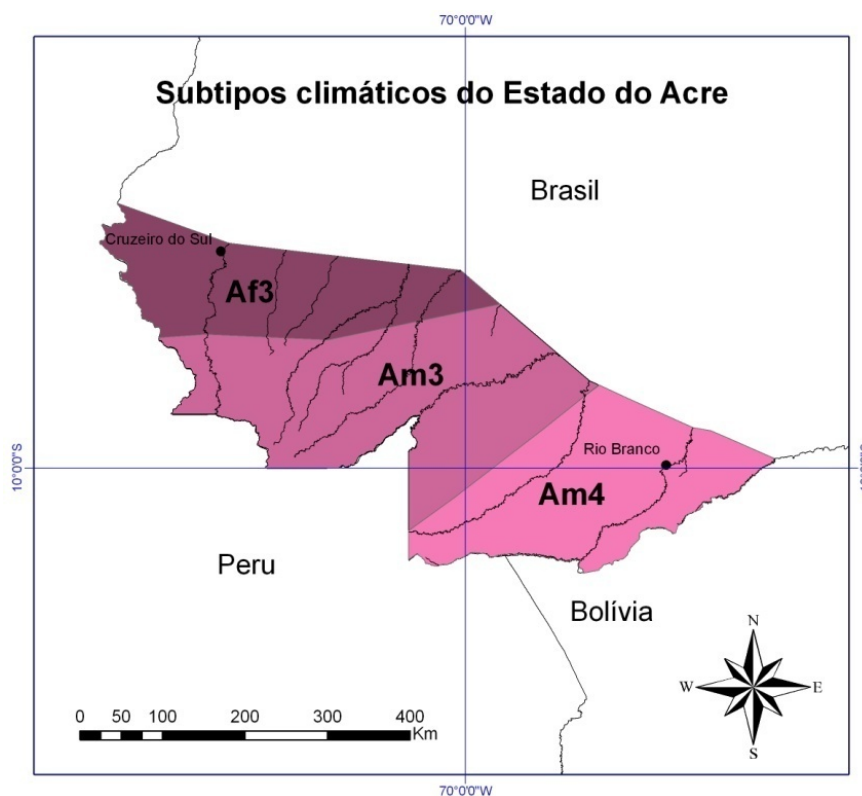 70°0'0"W
Subtipos climáticos do Estado do Acre
Brasil
Cruzeiro do Sul
Af3
Am3
Rio Branco
10°0'0"S
Am4
Peru
Bolívia
N
W E
S
0 50 100 200 300 400
Km
70°0'0"W